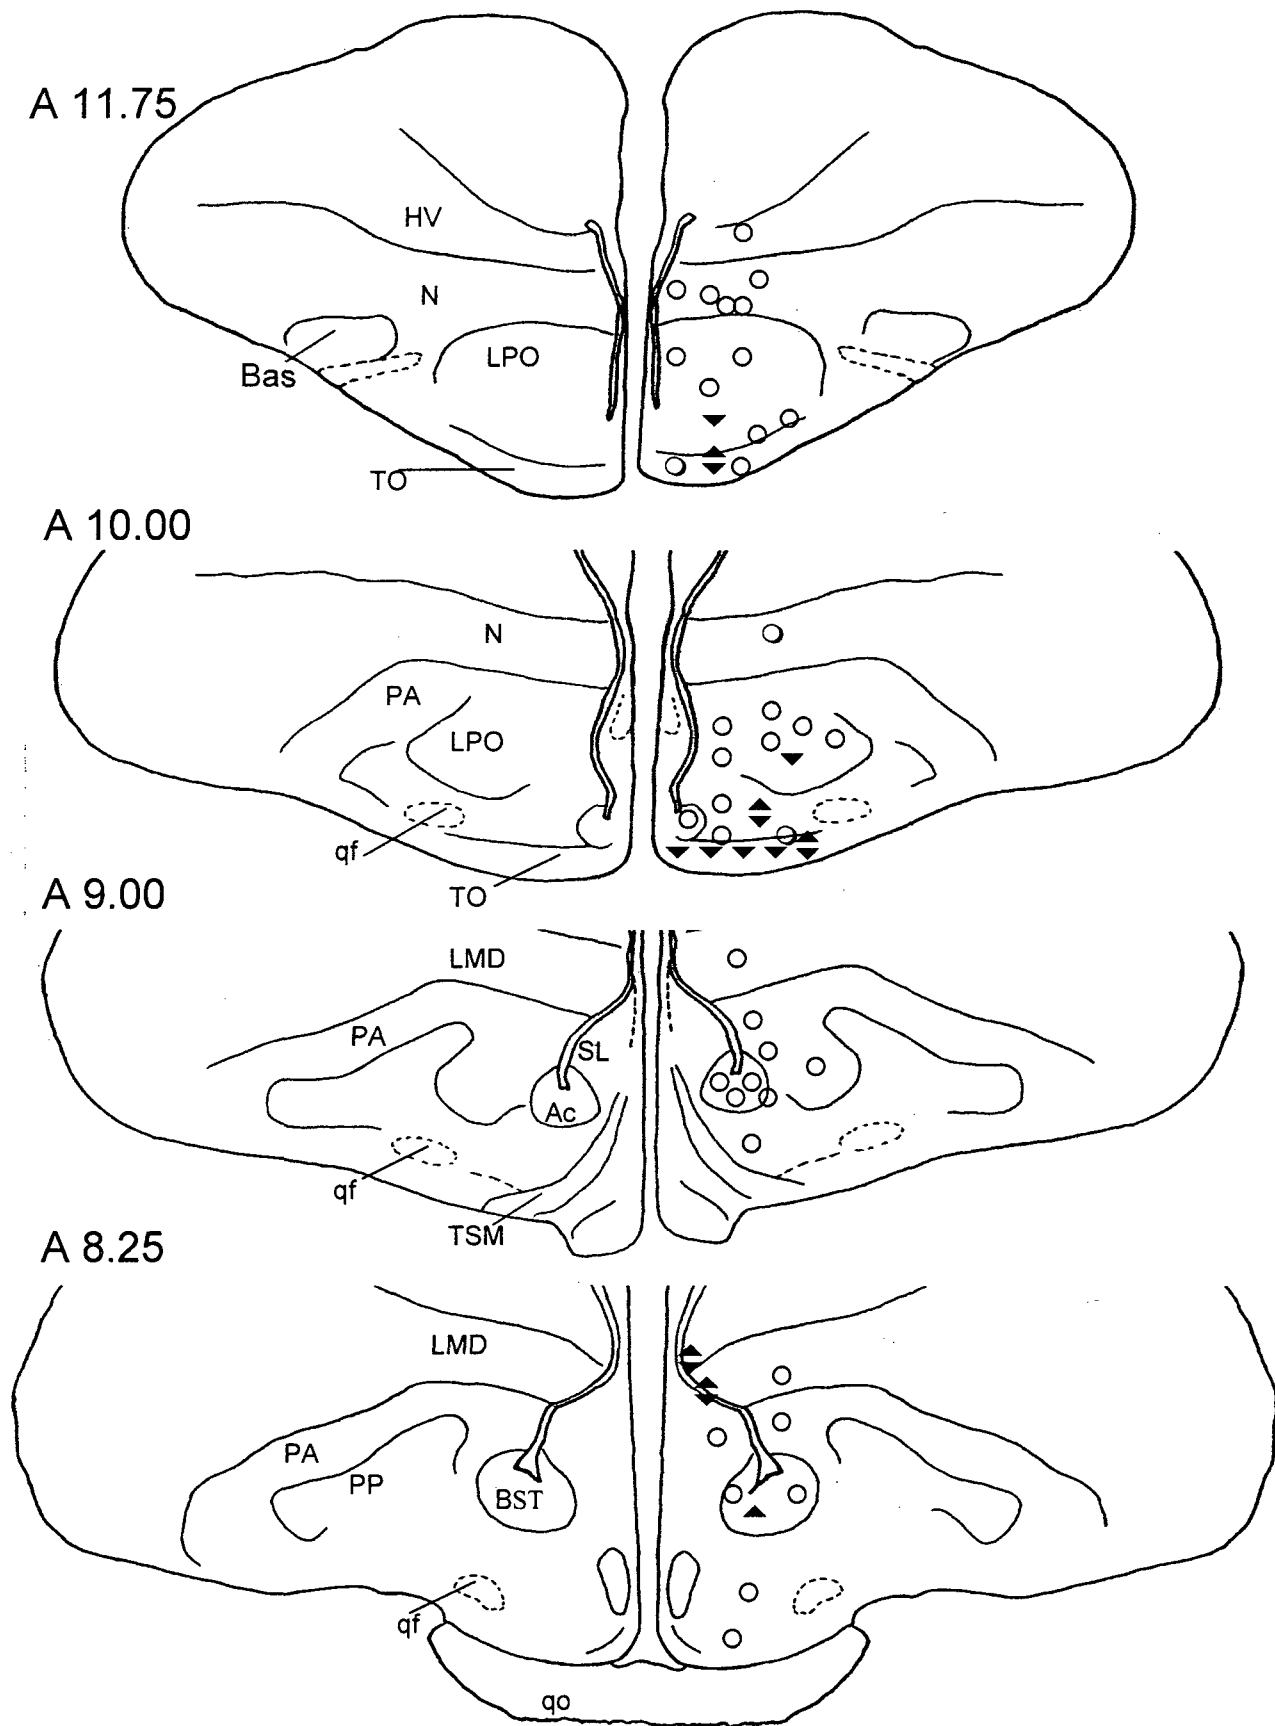 A 11.75
HV
N
LPO
Bas
TO
A 10.00
N
PA
LPO
qf
TO
A 9.00
LMD
PA
SL
Ac
qf
TSM
A 8.25
LMD
PA
PP
BST
qf
qo